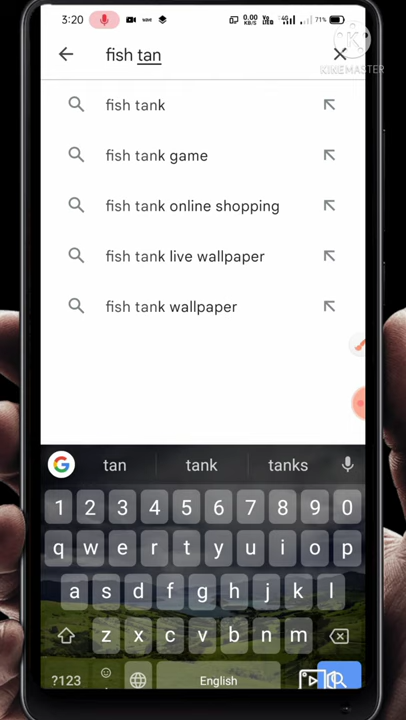 3:20 0.00 KB/S 4G 71%
KINEMASTER
fish tan
fish tank
fish tank game
fish tank online shopping
fish tank live wallpaper
fish tank wallpaper
G tan tank tanks
1 2 3 4 5 6 7 8 9 0
q w e r t y u i o p
a s d f g h j k l
z x c v b n m
?123 English